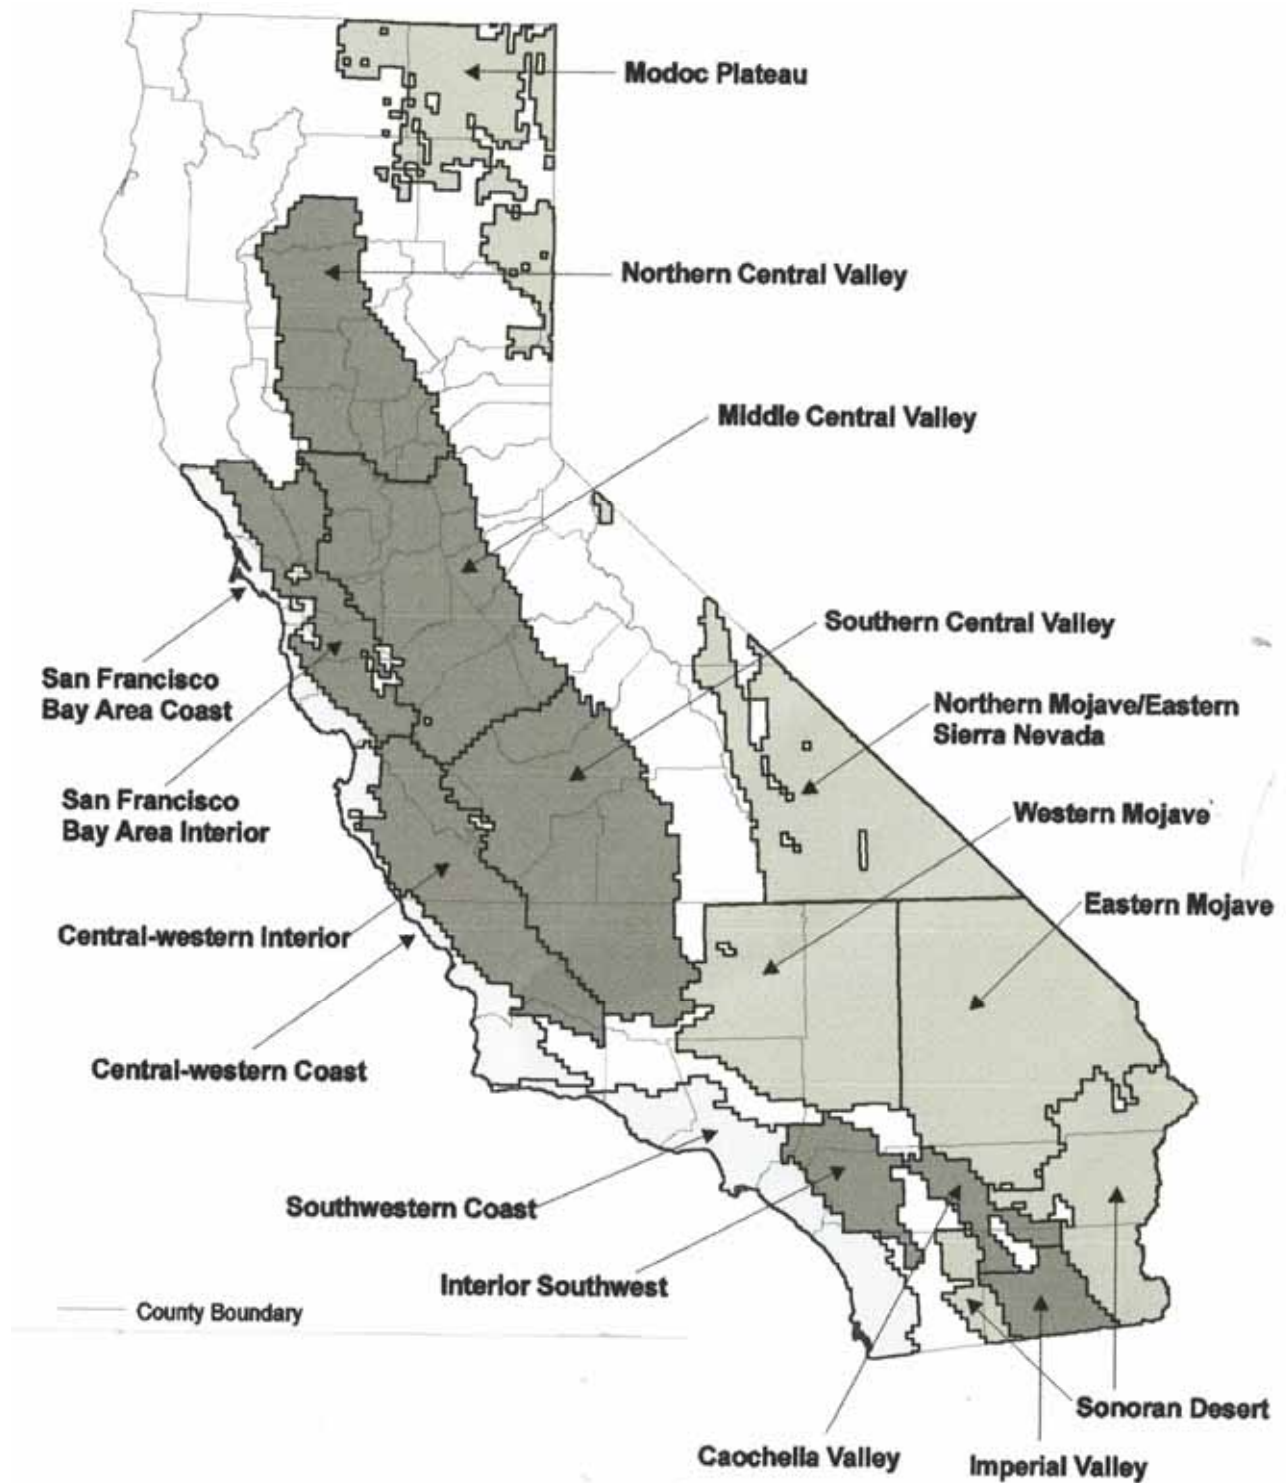 Modoc Plateau
Northern Central Valley
Middle Central Valley
Southern Central Valley
San Francisco
Bay Area Coast
Northern Mojave/Eastern
Sierra Nevada
San Francisco
Bay Area Interior
Western Mojave
Eastern Mojave
Central-western Interior
Central-western Coast
Southwestern Coast
Interior Southwest
County Boundary
Sonoran Desert
Caochella Valley
Imperial Valley